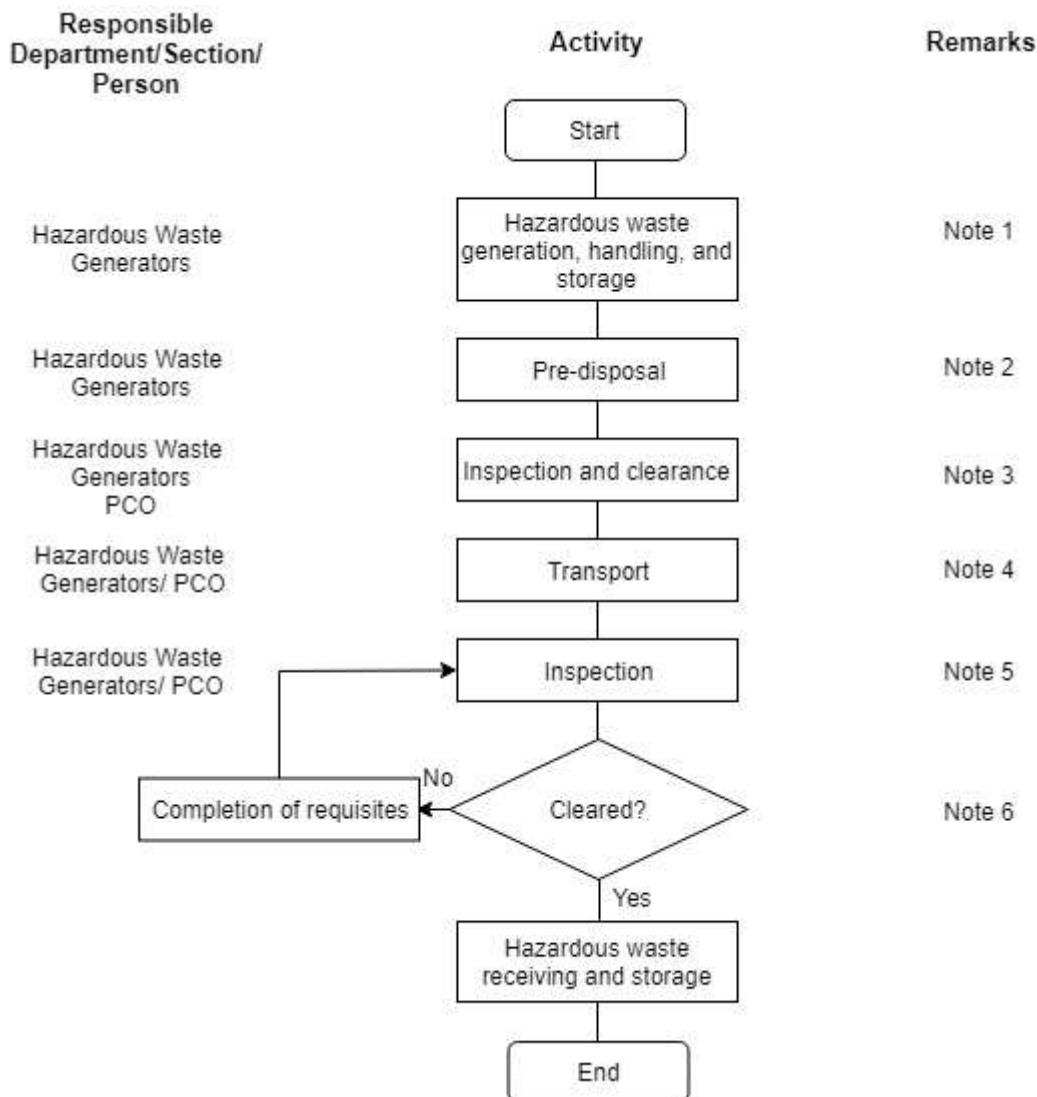 Responsible
Department/Section/
Person
Activity
Remarks
Start
Hazardous Waste
Generators
Hazardous waste
generation, handling, and
storage
Note 1
Hazardous Waste
Generators
Pre-disposal
Note 2
Hazardous Waste
Generators
PCO
Inspection and clearance
Note 3
Hazardous Waste
Generators/ PCO
Transport
Note 4
Hazardous Waste
Generators/ PCO
Inspection
Note 5
No
Completion of requisites
Cleared?
Note 6
Yes
Hazardous waste
receiving and storage
End